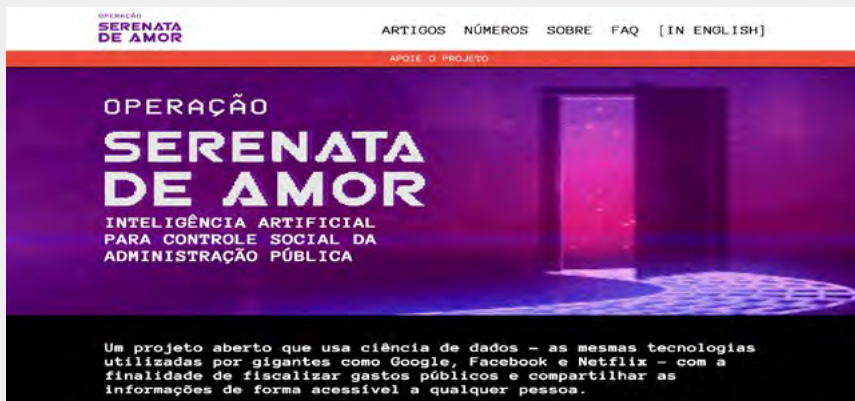 OPERAÇÃO
SERENATA
DE AMOR
ARTIGOS NÚMEROS SOBRE FAQ [IN ENGLISH]
APOIE O PROJETO
OPERAÇÃO
SERENATA
DE AMOR
INTELIGÊNCIA ARTIFICIAL
PARA CONTROLE SOCIAL DA
ADMINISTRAÇÃO PÚBLICA
Um projeto aberto que usa ciência de dados – as mesmas tecnologias
utilizadas por gigantes como Google, Facebook e Netflix – com a
finalidade de fiscalizar gastos públicos e compartilhar as
informações de forma acessível a qualquer pessoa.